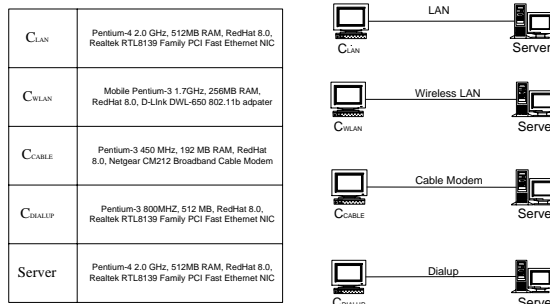 CLAN
Pentium-4 2.0 GHz, 512MB RAM, RedHat 8.0,
Realtek RTL8139 Family PCI Fast Ethernet NIC
CWLAN
Mobile Pentium-3 1.7GHz, 256MB RAM,
RedHat 8.0, D-LInk DWL-650 802.11b adpater
CCABLE
Pentium-3 450 MHz, 192 MB RAM, RedHat
8.0, Netgear CM212 Broadband Cable Modem
CDIALUP
Pentium-3 800MHZ, 512 MB, RedHat 8.0,
Realtek RTL8139 Family PCI Fast Ethernet NIC
Server
Pentium-4 2.0 GHz, 512MB RAM, RedHat 8.0,
Realtek RTL8139 Family PCI Fast Ethernet NIC
LAN
CLAN
Server
Wireless LAN
CWLAN
Server
Cable Modem
CCABLE
Server
Dialup
CDIALUP
Server